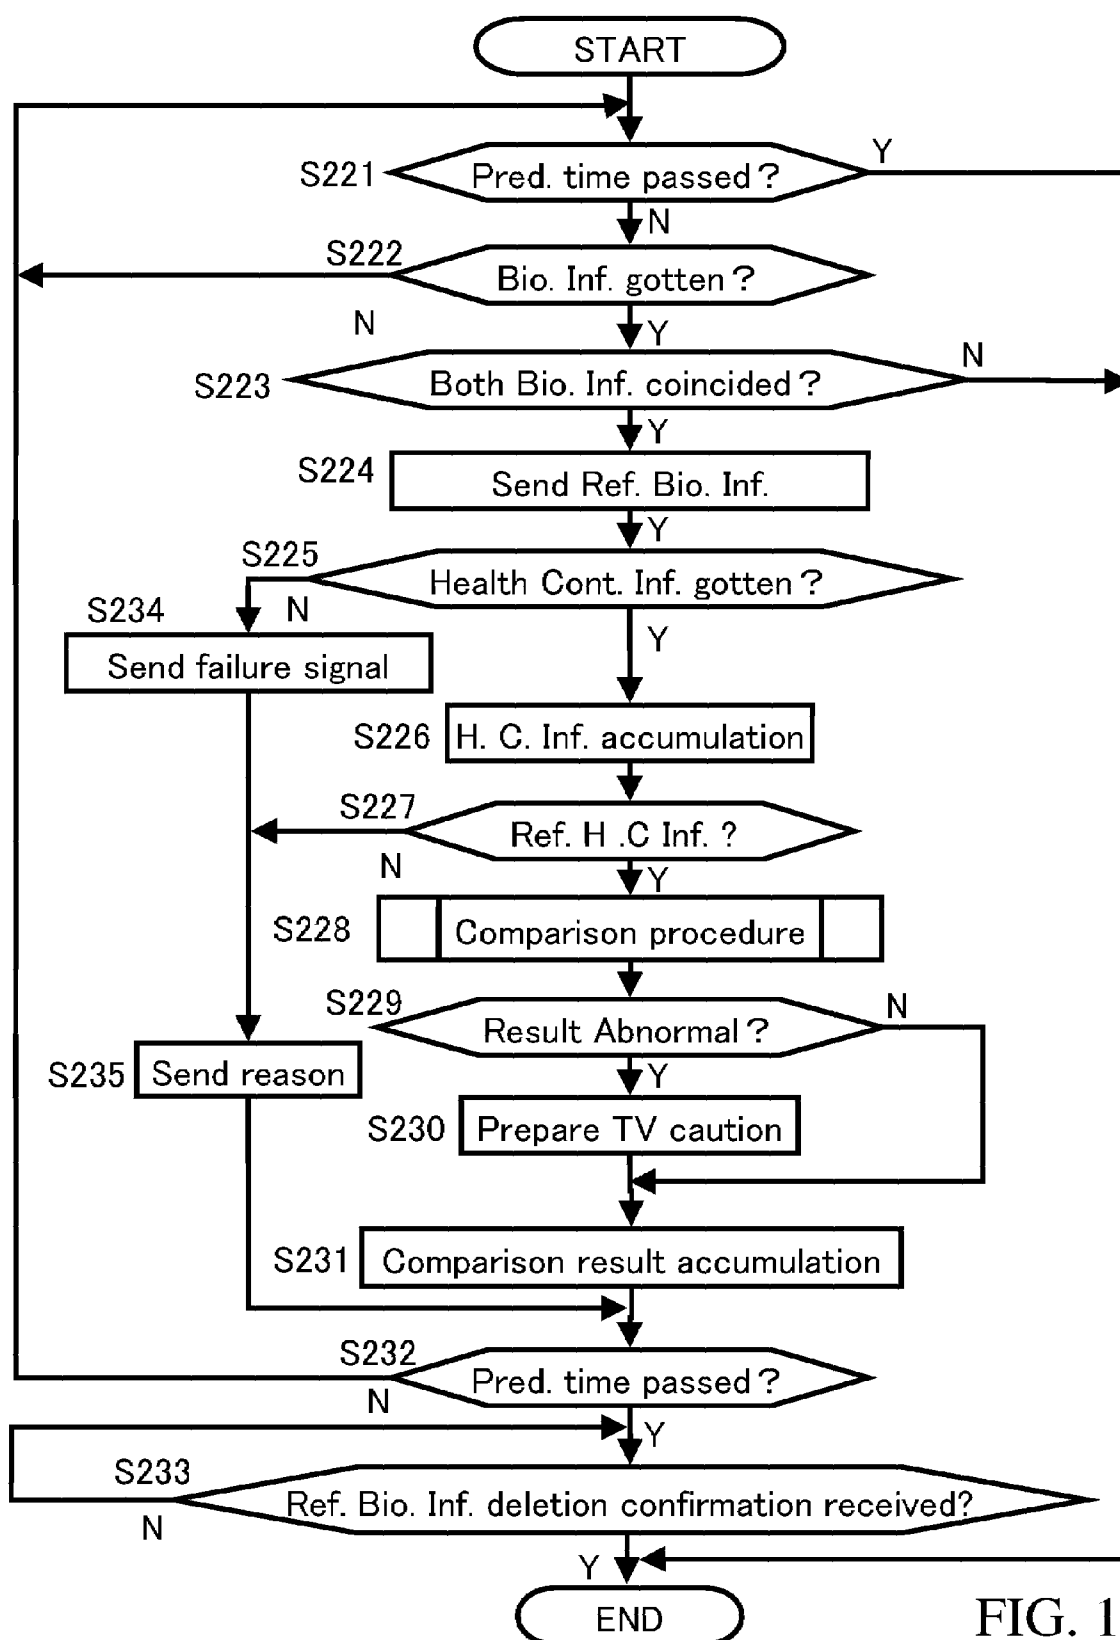 START
S221
Pred. time passed?
Y
N
S222
Bio. Inf. gotten?
N
Y
S223
Both Bio. Inf. coincided?
N
Y
S224
Send Ref. Bio. Inf.
Y
S225
Health Cont. Inf. gotten?
N
Y
S234
Send failure signal
S226
H. C. Inf. accumulation
S227
Ref. H .C Inf. ?
N
Y
S228
Comparison procedure
S229
Result Abnormal?
N
Y
S235
Send reason
S230
Prepare TV caution
S231
Comparison result accumulation
S232
Pred. time passed?
N
Y
S233
Ref. Bio. Inf. deletion confirmation received?
N
Y
END
FIG. 1